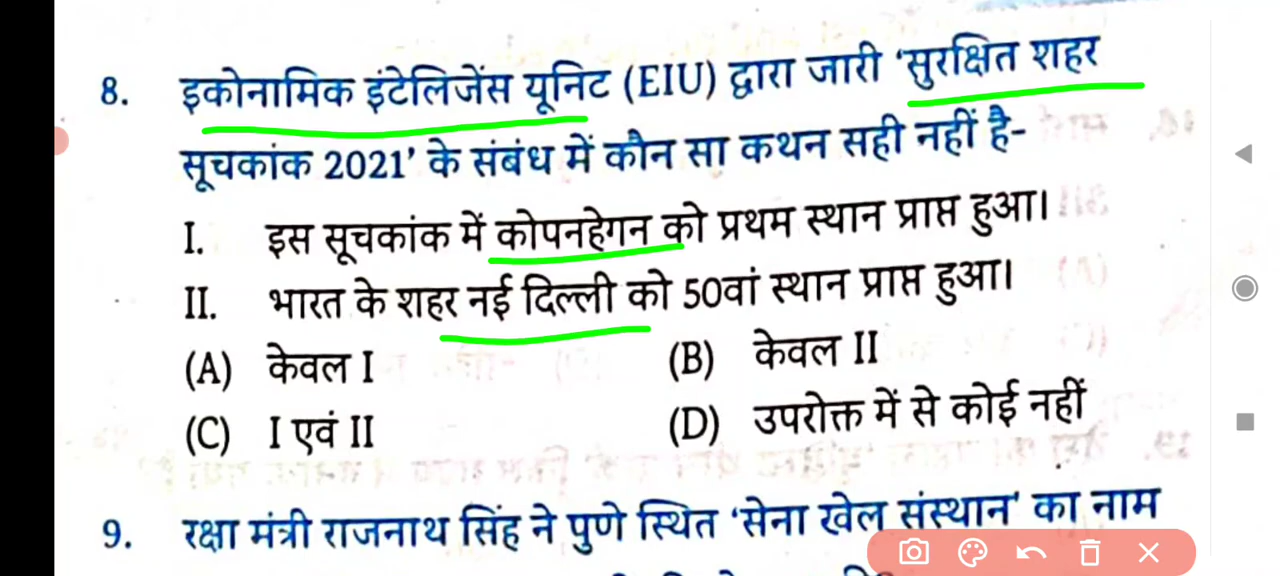 8. इकोनामिक इंटेलिजेंस यूनिट (EIU) द्वारा जारी ‘सुरक्षित शहर
सूचकांक 2021’ के संबंध में कौन सा कथन सही नहीं है-
I. इस सूचकांक में कोपनहेगन को प्रथम स्थान प्राप्त हुआ।
II. भारत के शहर नई दिल्ली को 50वां स्थान प्राप्त हुआ।
(A) केवल I (B) केवल II
(C) I एवं II (D) उपरोक्त में से कोई नहीं
9. रक्षा मंत्री राजनाथ सिंह ने पुणे स्थित ‘सेना खेल संस्थान’ का नाम